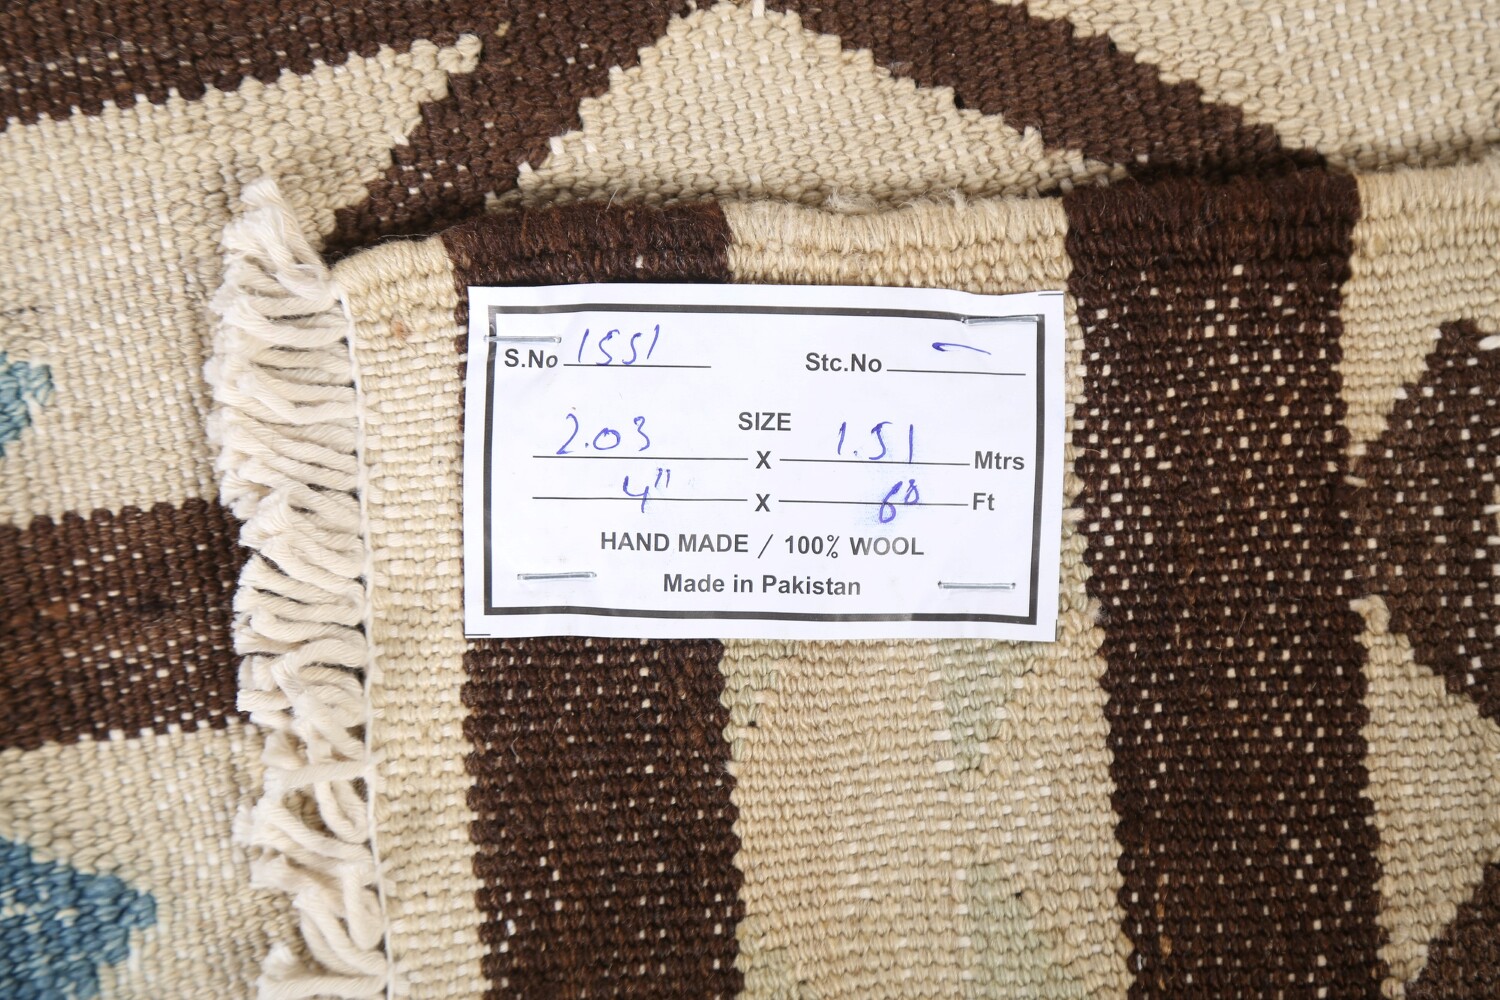 S.No 1551 Stc.No —
SIZE
2.03 X 1.51 Mtrs
4" X 6⁸ Ft
HAND MADE / 100% WOOL
Made in Pakistan